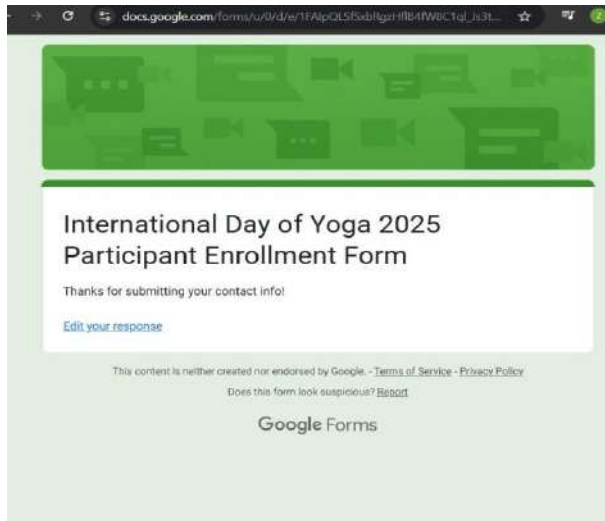 docs.google.com/forms/u/0/d/e/
International Day of Yoga 2025
Participant Enrollment Form
Thanks for submitting your contact info!
Edit your response
This content is neither created nor endorsed by Google. - Terms of Service - Privacy Policy
Does this form look suspicious? Report
Google Forms